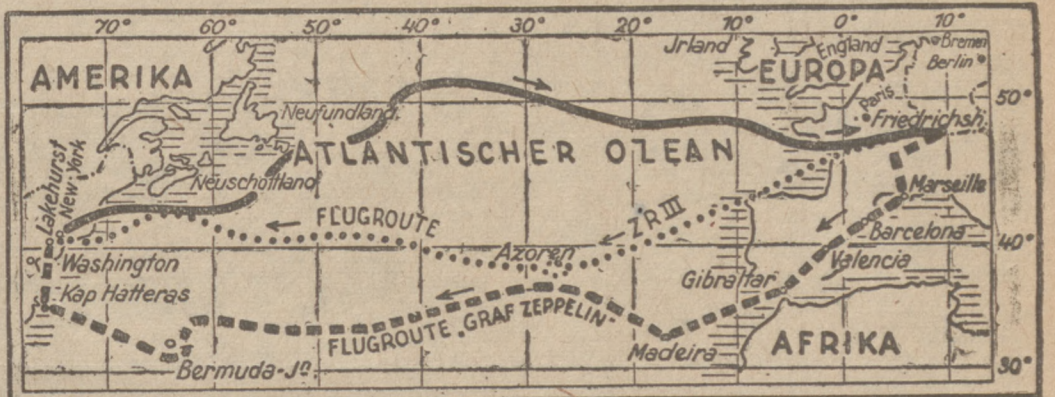 70° 60° 50° 40° 30° 20° 10° 0° 10°
AMERIKA
Jrland
England
Bremen
Berlin
EUROPA
Paris
50°
Neufundland
Friedrichsh.
ATLANTISCHER OZEAN
Lakehurst
New-York
Neuschottland
Marseille
FLUGROUTE
Z R III
Barcelona
40°
Washington
Azoren
Valencia
Gibraltar
Kap Hatteras
FLUGROUTE „GRAF ZEPPELIN"
Madeira
AFRIKA
Bermuda-Jn.
30°